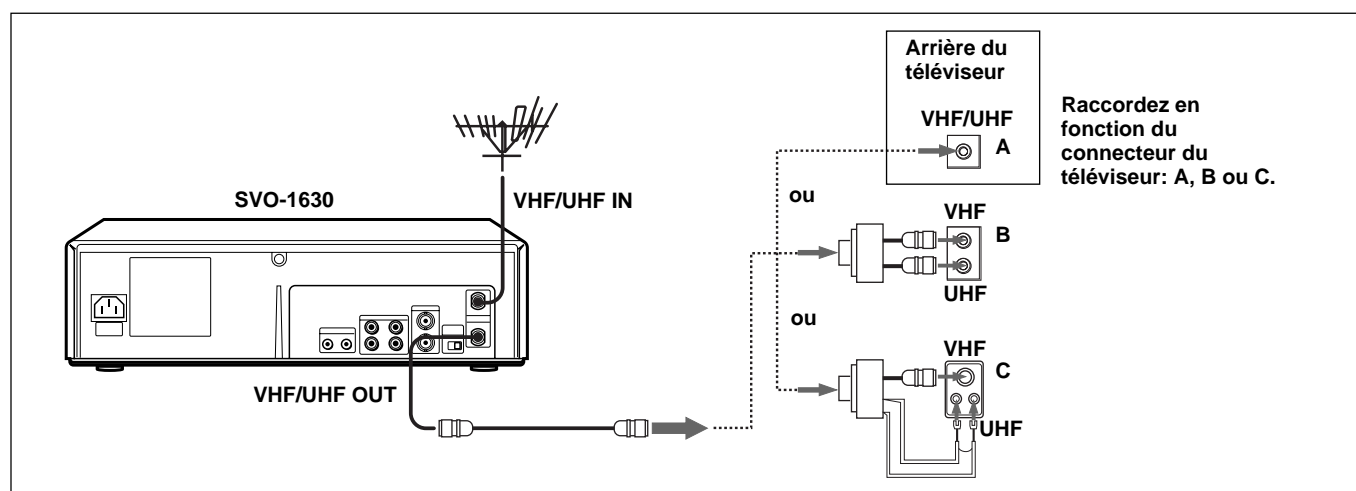 Arrière du
téléviseur
VHF/UHF
A
Raccordez en
fonction du
connecteur du
téléviseur: A, B ou C.
SVO-1630
VHF/UHF IN
ou
VHF
B
UHF
ou
VHF
C
UHF
VHF/UHF OUT